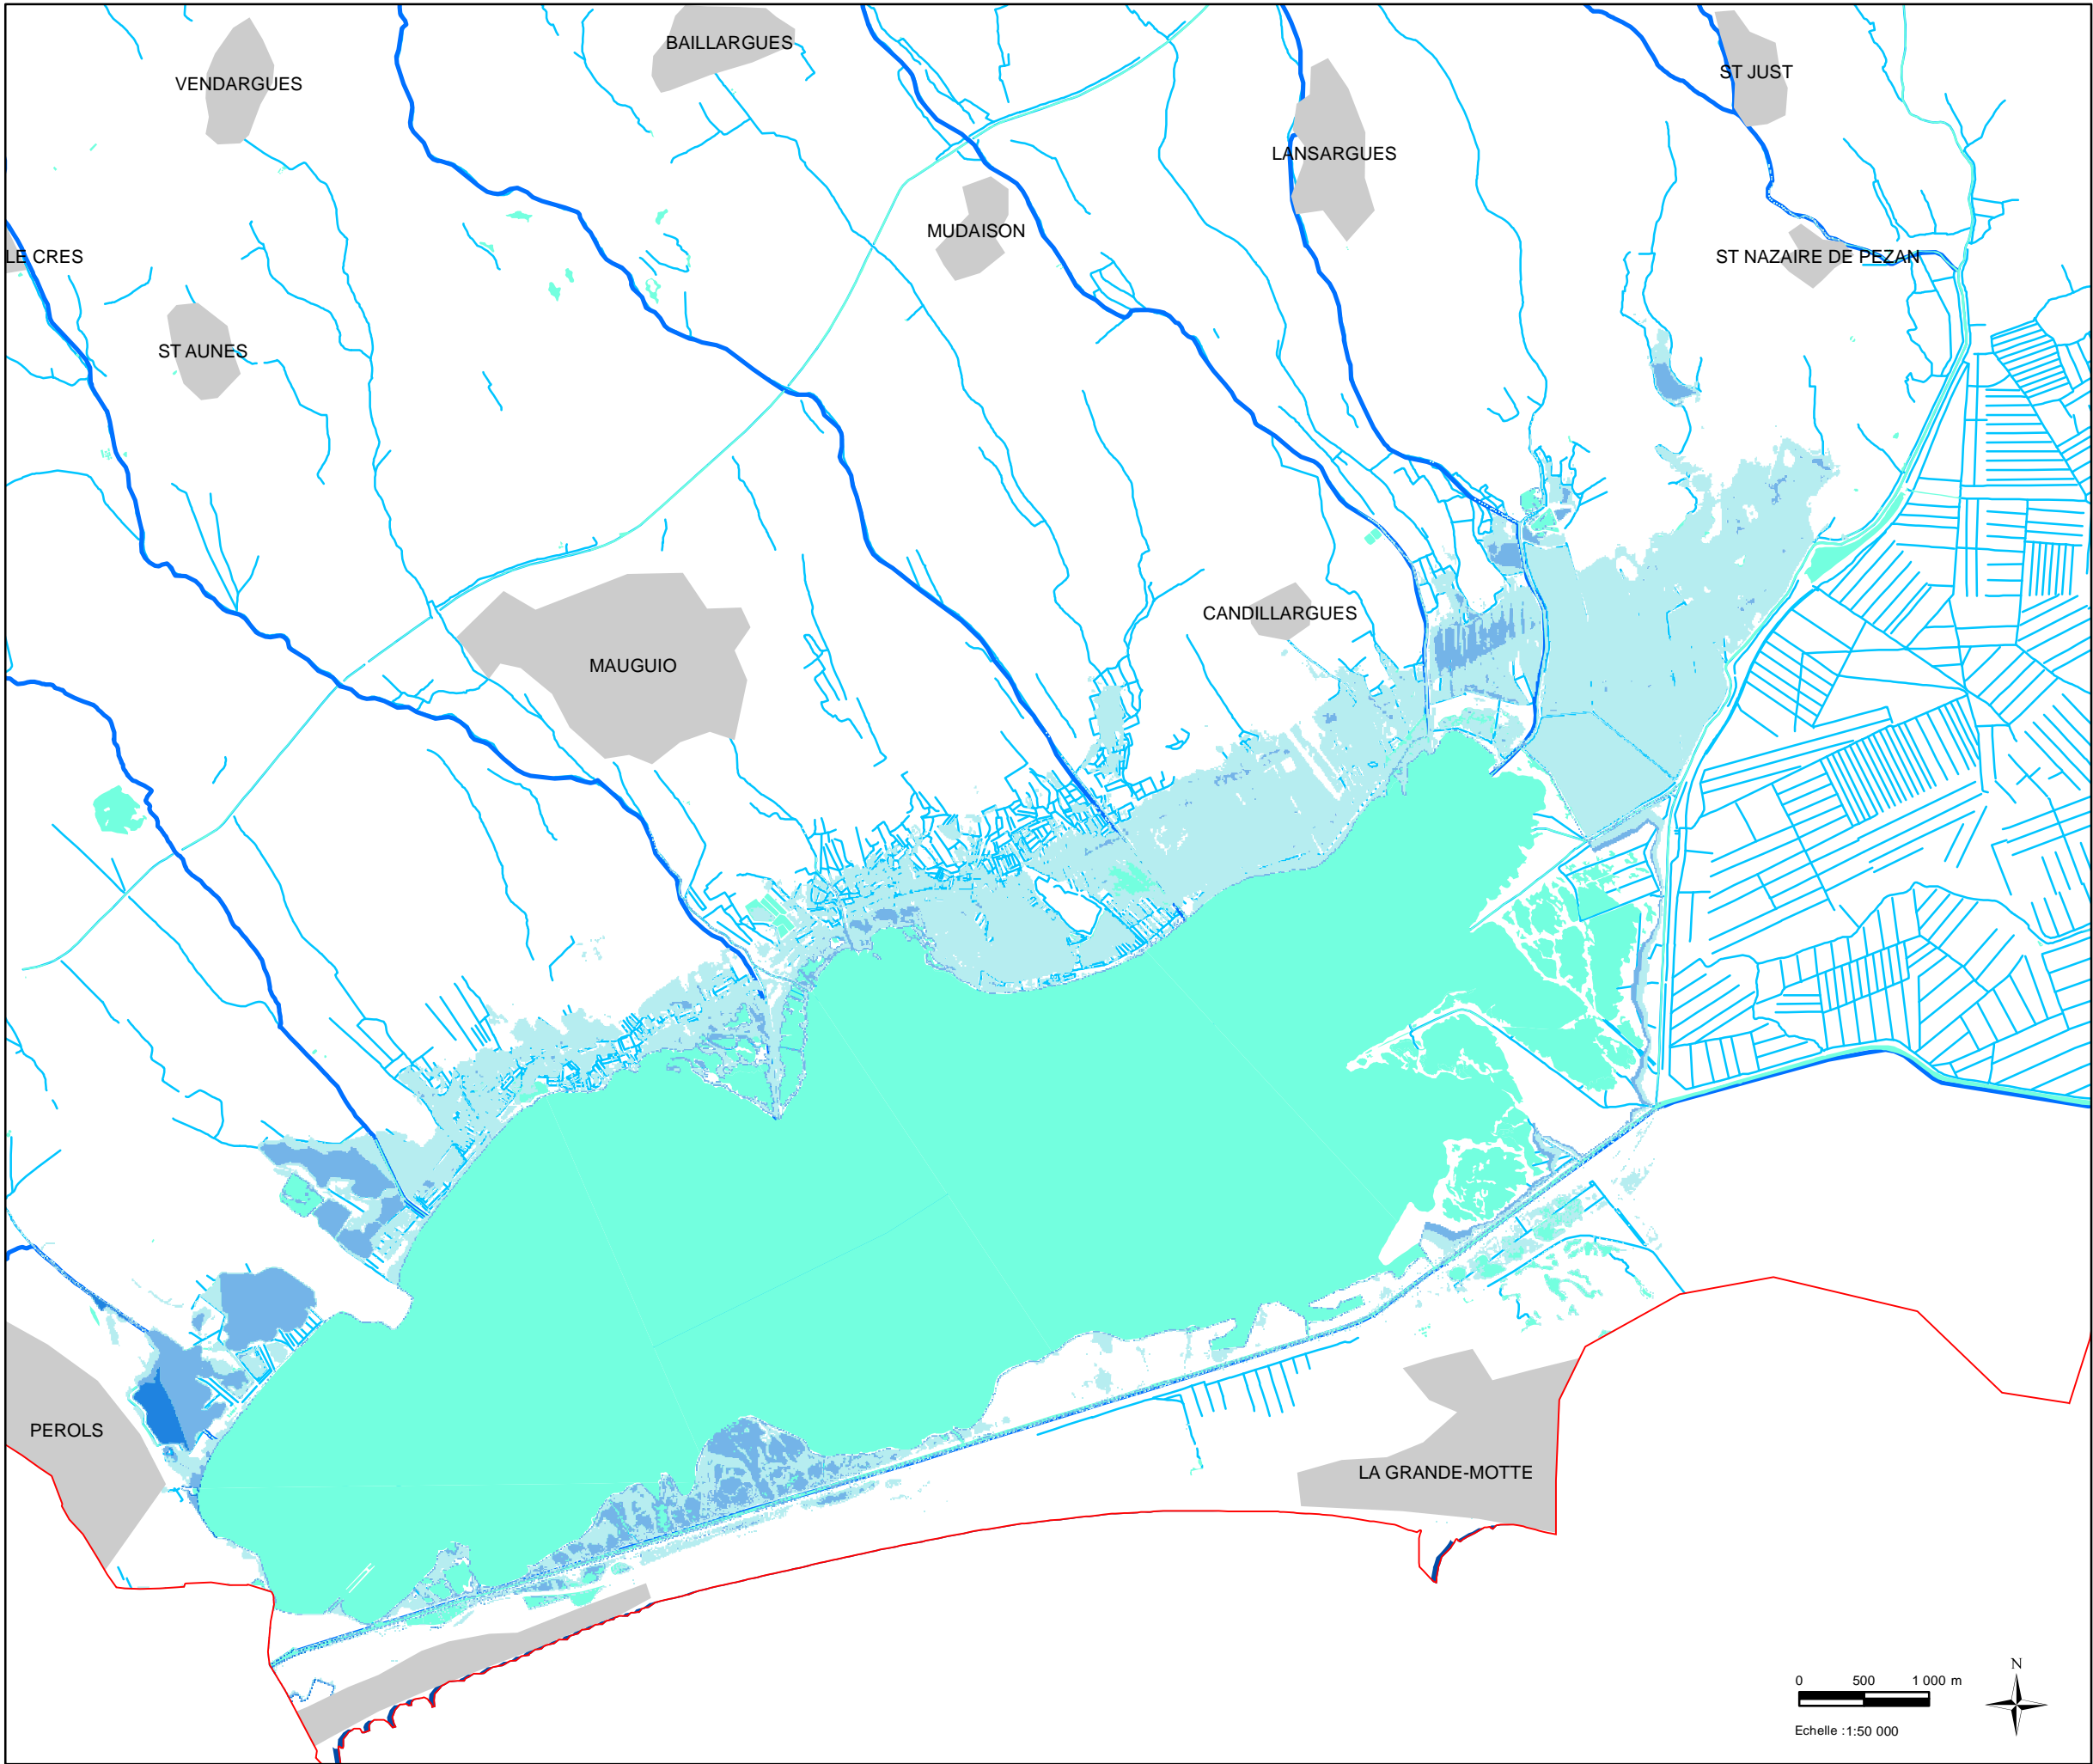 BAILLARGUES
ST JUST
VENDARGUES
LANSARGUES
MUDAISON
LE CRES
ST NAZAIRE DE PEZAN
ST AUNES
CANDILLARGUES
MAUGUIO
PEROLS
LA GRANDE-MOTTE
N
0 500 1 000 m
Echelle :1:50 000